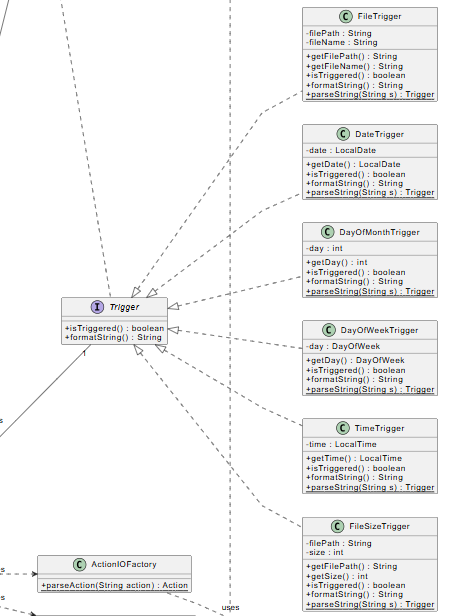 C FileTrigger
-filePath : String
-fileName : String
+getFilePath() : String
+getFileName() : String
+isTriggered() : boolean
+formatString() : String
+parseString(String s) : Trigger
C DateTrigger
-date : LocalDate
+getDate() : LocalDate
+isTriggered() : boolean
+formatString() : String
+parseString(String s) : Trigger
C DayOfMonthTrigger
-day : int
+getDay() : int
+isTriggered() : boolean
+formatString() : String
+parseString(String s) : Trigger
I Trigger
+isTriggered() : boolean
+formatString() : String
1
C DayOfWeekTrigger
-day : DayOfWeek
+getDay() : DayOfWeek
+isTriggered() : boolean
+formatString() : String
+parseString(String s) : Trigger
C TimeTrigger
-time : LocalTime
+getTime() : LocalTime
+isTriggered() : boolean
+formatString() : String
+parseString(String s) : Trigger
C FileSizeTrigger
-filePath : String
-size : int
+getFilePath() : String
+getSize() : int
+isTriggered() : boolean
+formatString() : String
+parseString(String s) : Trigger
s
C ActionIOFactory
+parseAction(String action) : Action
es
es
uses